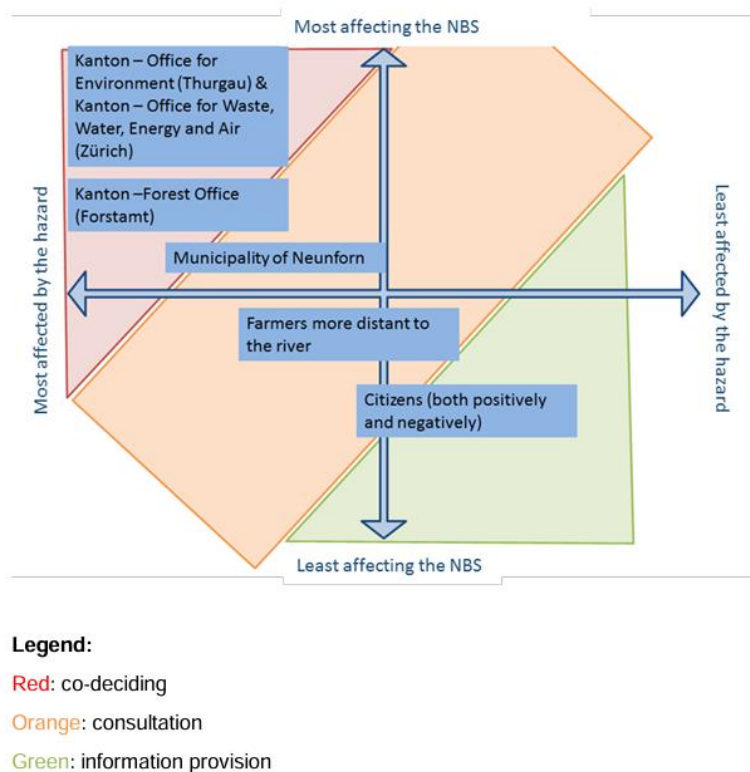 Most affecting the NBS
Kanton – Office for
Environment (Thurgau) &
Kanton – Office for Waste,
Water, Energy and Air
(Zürich)
Kanton –Forest Office
(Forstamt)
Municipality of Neunforn
Most affected by the hazard
Least affected by the hazard
Farmers more distant to
the river
Citizens (both positively
and negatively)
Least affecting the NBS
Legend:
Red: co-deciding
Orange: consultation
Green: information provision